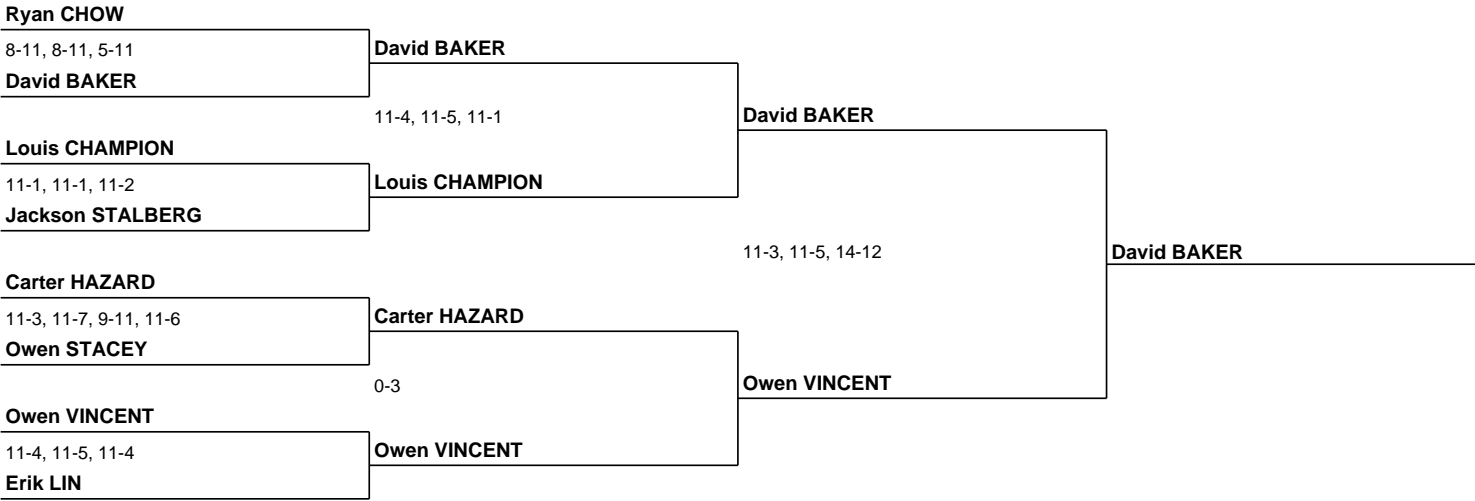 Ryan CHOW
8-11, 8-11, 5-11
David BAKER
David BAKER
11-4, 11-5, 11-1
David BAKER
Louis CHAMPION
11-1, 11-1, 11-2
Louis CHAMPION
Jackson STALBERG
11-3, 11-5, 14-12
David BAKER
Carter HAZARD
11-3, 11-7, 9-11, 11-6
Carter HAZARD
Owen STACEY
0-3
Owen VINCENT
Owen VINCENT
11-4, 11-5, 11-4
Owen VINCENT
Erik LIN